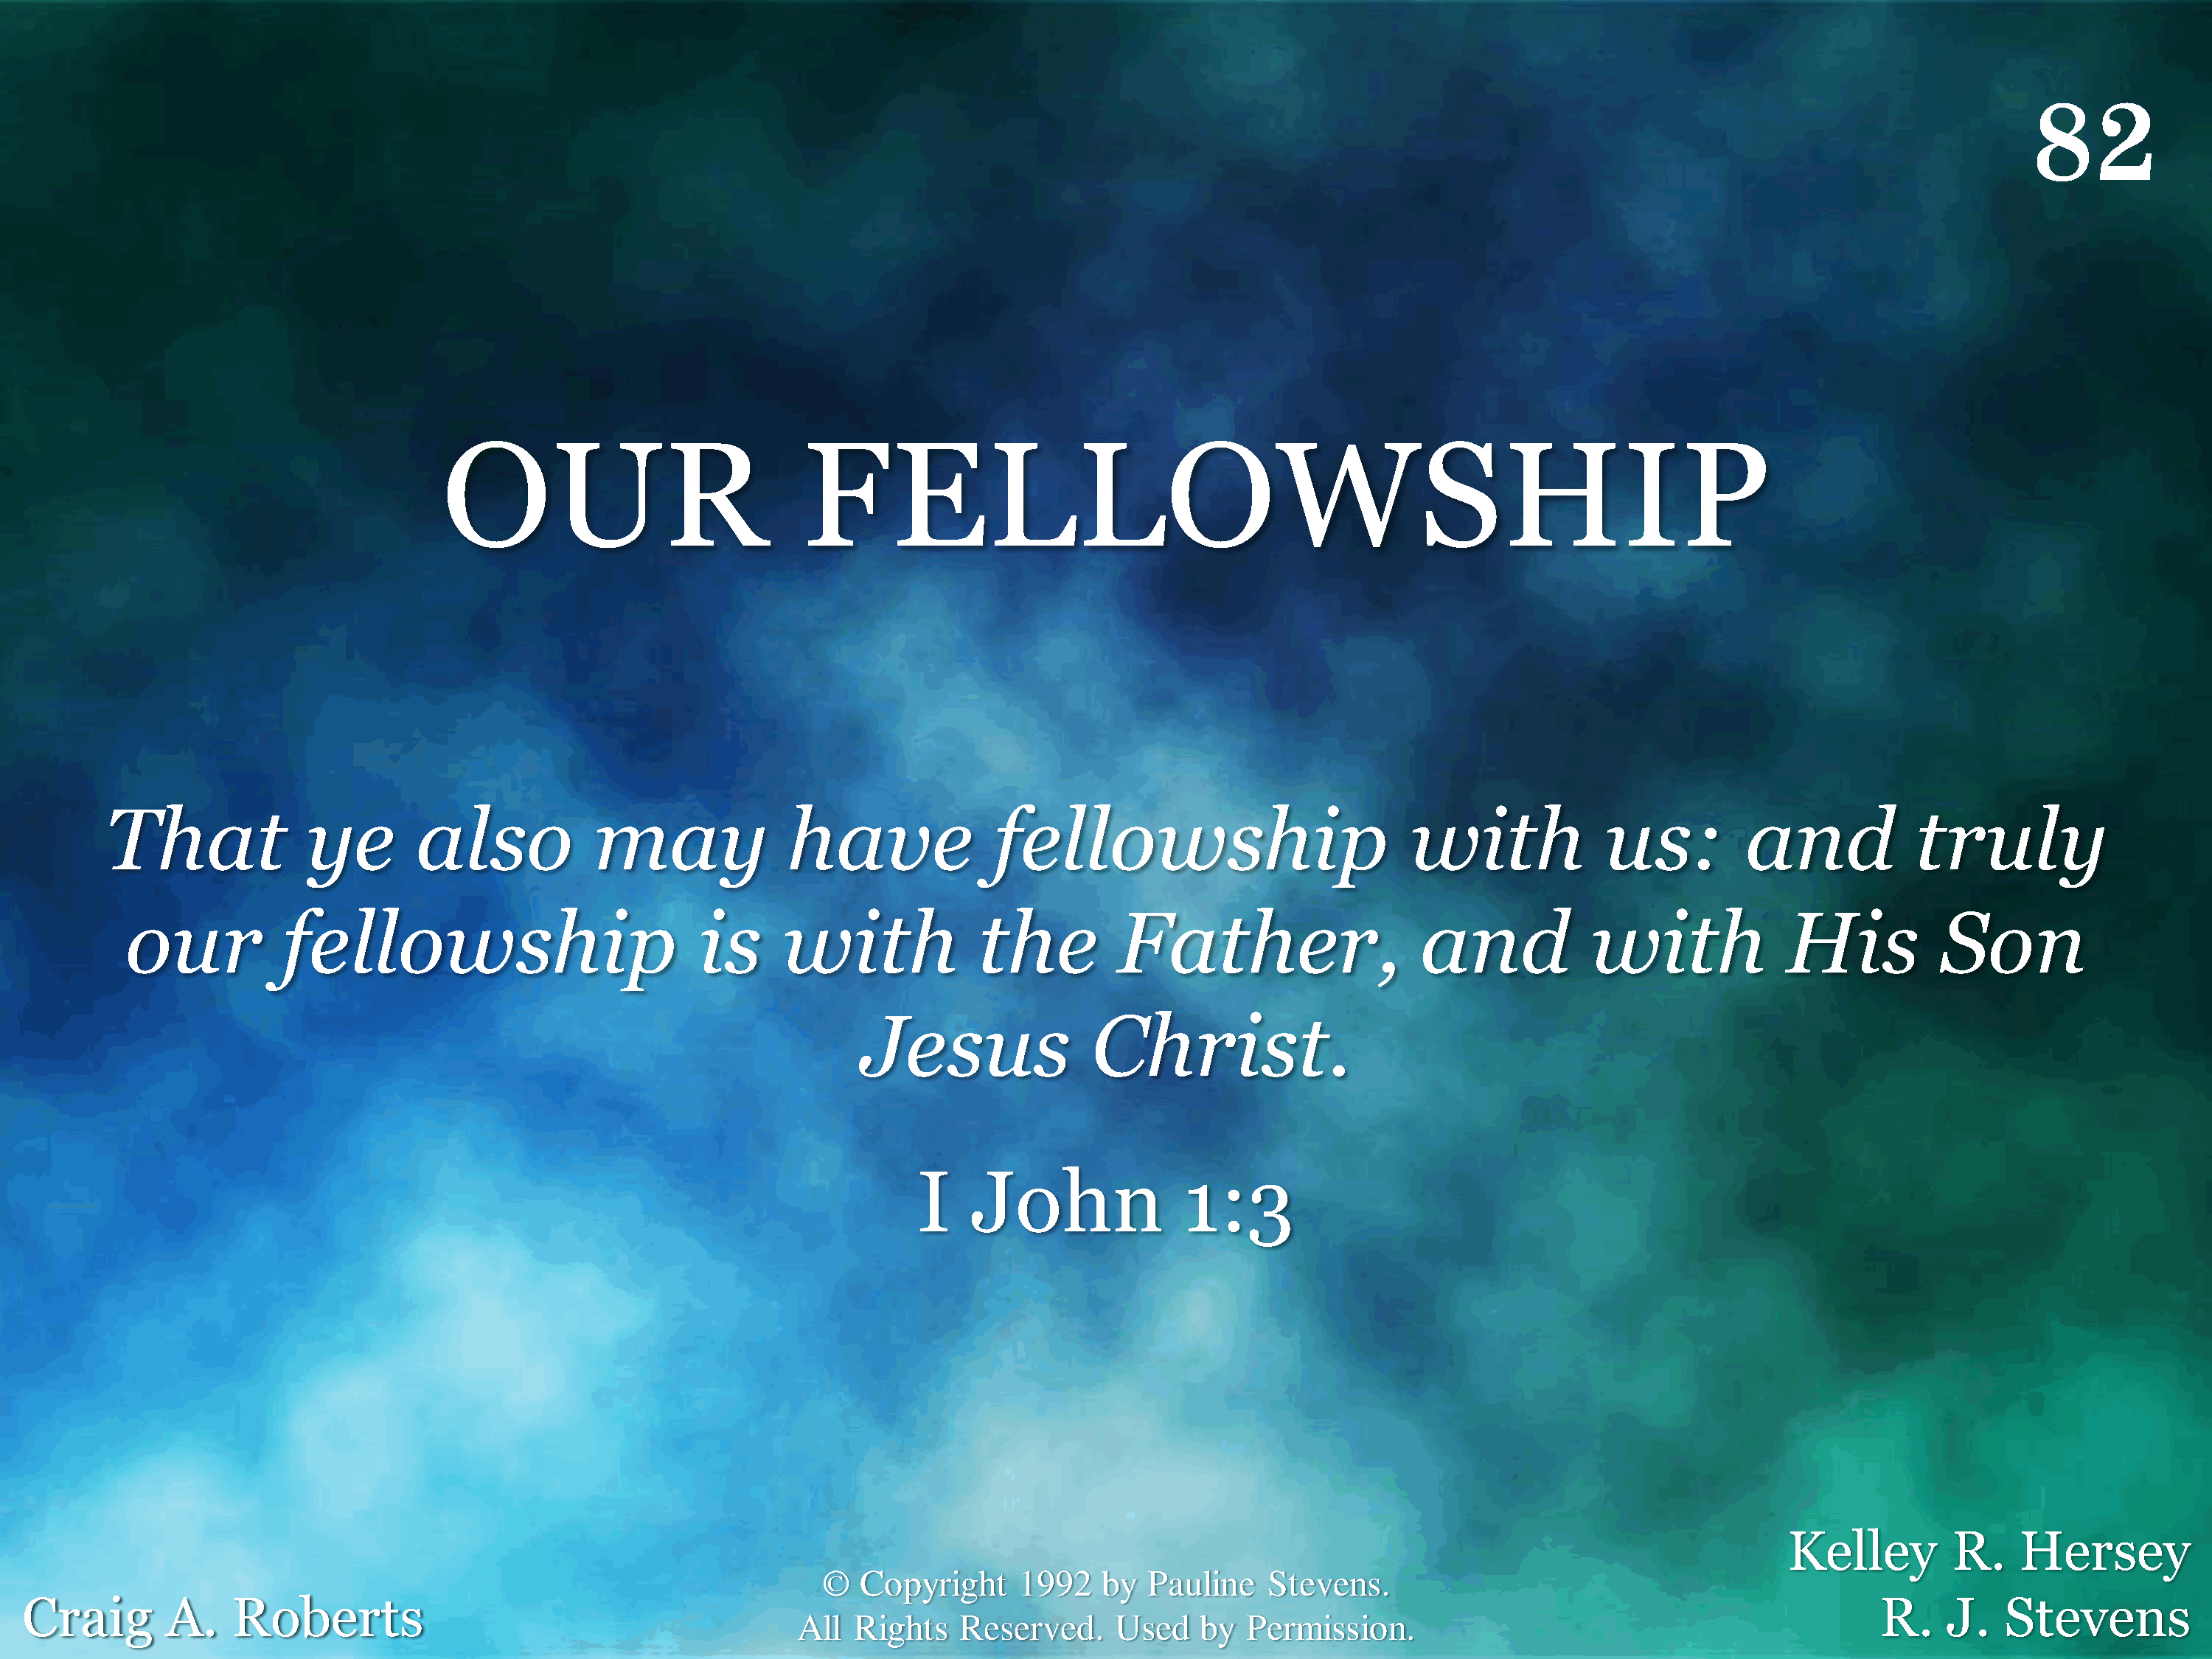 82
OUR FELLOWSHIP
That ye also may have fellowship with us: and truly
our fellowship is with the Father, and with His Son
Jesus Christ.
I John 1:3
Craig A. Roberts
© Copyright 1992 by Pauline Stevens.
All Rights Reserved. Used by Permission.
Kelley R. Hersey
R. J. Stevens